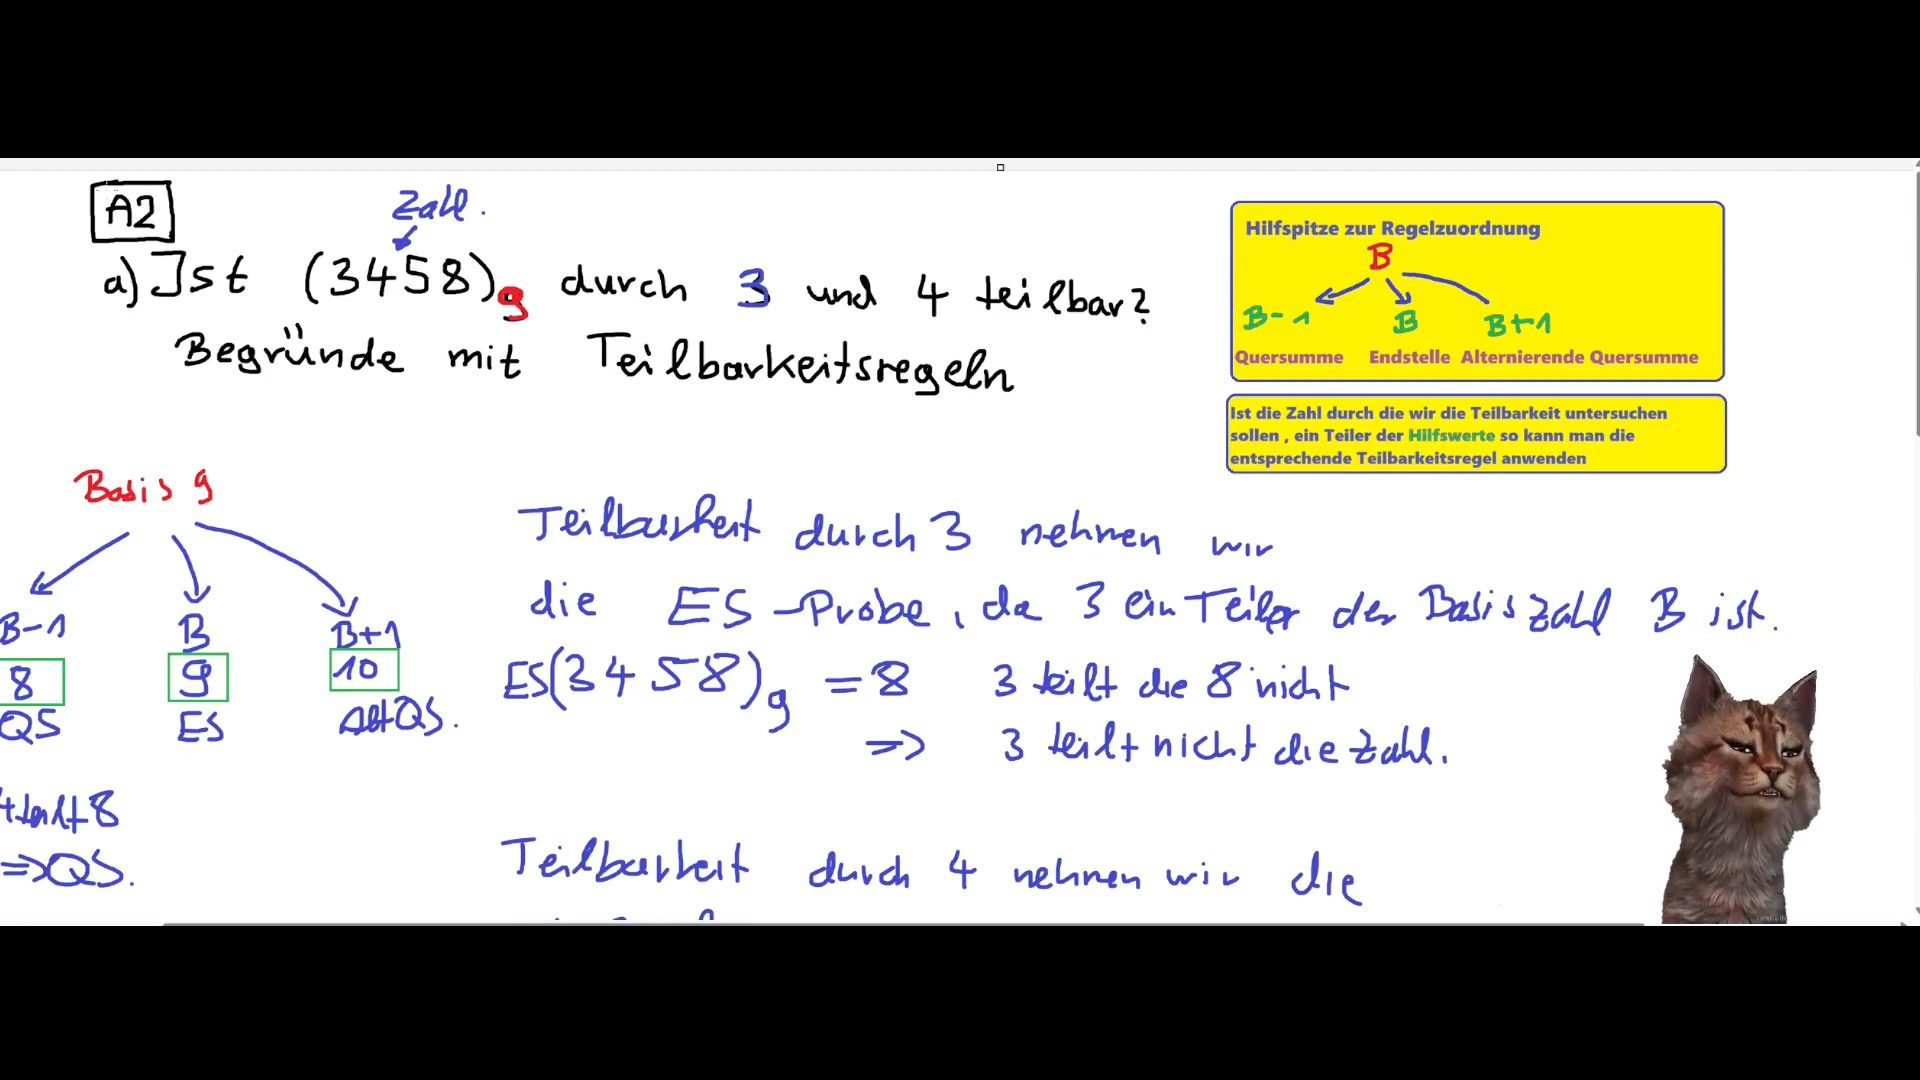 A2
Zahl.
a) Ist (3458)9 durch 3 und 4 teilbar?
Begründe mit Teilbarkeitsregeln
Hilfspitze zur Regelzuordnung
B
B-1 B B+1
Quersumme Endstelle Alternierende Quersumme
Ist die Zahl durch die wir die Teilbarkeit untersuchen
sollen , ein Teiler der Hilfswerte so kann man die
entsprechende Teilbarkeitsregel anwenden
Basis 9
B-1 B B+1
8 9 10
QS ES AltQS.
4 teilt 8
=> QS.
Teilbarkeit durch 3 nehmen wir
die ES-Probe, da 3 ein Teiler der Basiszahl B ist.
ES(3458)9 = 8 3 teilt die 8 nicht
=> 3 teilt nicht die Zahl.
Teilbarkeit durch 4 nehmen wir die